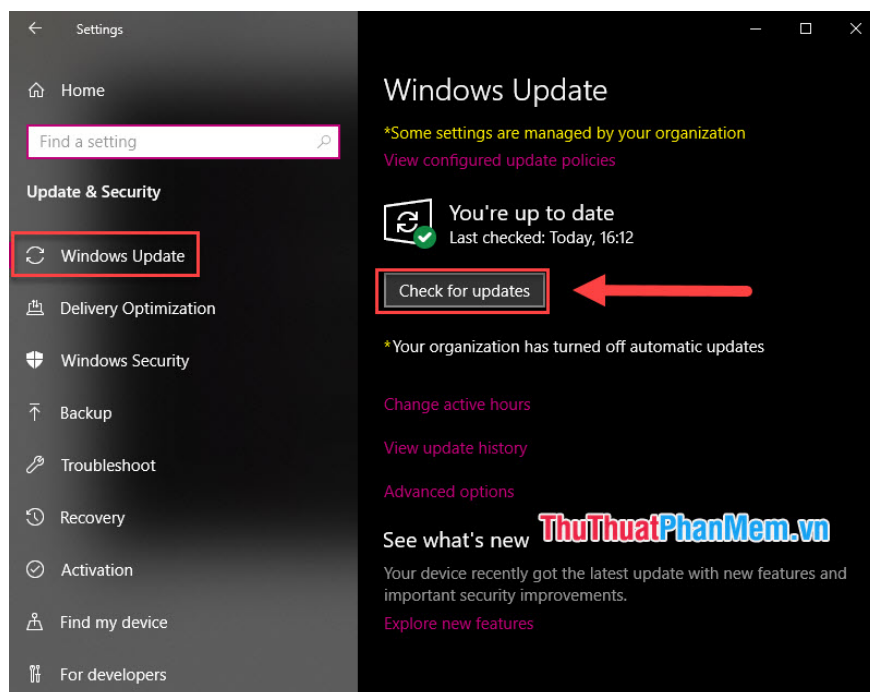 Settings
Home
Find a setting
Update & Security
Windows Update
Delivery Optimization
Windows Security
Backup
Troubleshoot
Recovery
Activation
Find my device
For developers
Windows Update
*Some settings are managed by your organization
View configured update policies
You're up to date
Last checked: Today, 16:12
Check for updates
*Your organization has turned off automatic updates
Change active hours
View update history
Advanced options
See what's new
ThuThuatPhanMem.vn
Your device recently got the latest update with new features and
important security improvements.
Explore new features